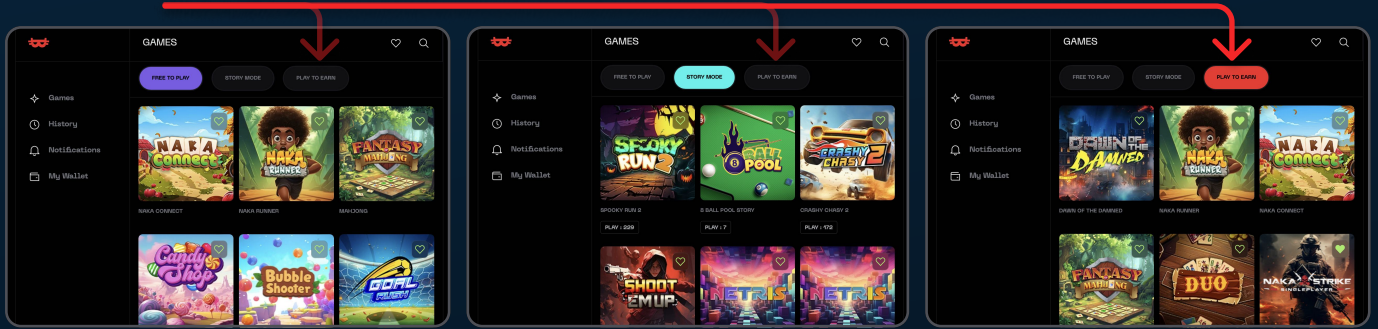 GAMES
FREE TO PLAY
STORY MODE
PLAY TO EARN
Games
History
Notifications
My Wallet
NAKA
Connect
NAKA
RUNNER
FANTASY
MAHJONG
NAKA CONNECT
NAKA RUNNER
MAHJONG
Candy
Shop
Bubble
Shooter
GOAL
RUSH
GAMES
FREE TO PLAY
STORY MODE
PLAY TO EARN
Games
History
Notifications
My Wallet
SPOOKY
RUN 2
8 BALL
POOL
CRASHY
CHASY 2
SPOOKY RUN 2
8 BALL POOL STORY
CRASHY CHASY 2
PLAY : 239
PLAY : 7
PLAY : 473
SHOOT
EM UP
NETRIS
NETRIS
GAMES
FREE TO PLAY
STORY MODE
PLAY TO EARN
Games
History
Notifications
My Wallet
DAWN OF THE
DAMNED
NAKA
RUNNER
NAKA
Connect
DAWN OF THE DAMNED
NAKA RUNNER
NAKA CONNECT
FANTASY
MAHJONG
DUO
NAKA STRIKE
SINGLEPLAYER